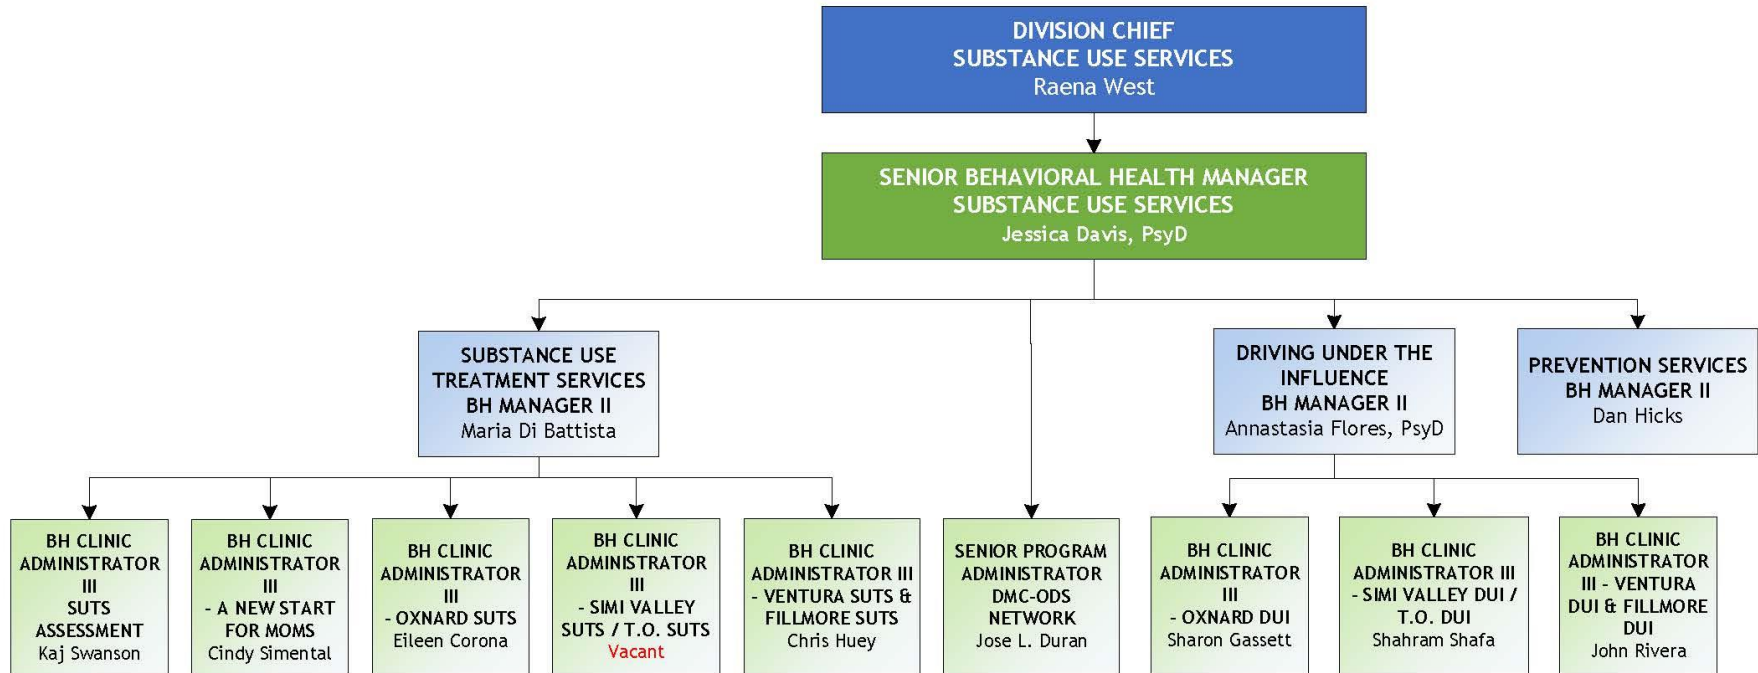 DIVISION CHIEF
SUBSTANCE USE SERVICES
Raena West
SENIOR BEHAVIORAL HEALTH MANAGER
SUBSTANCE USE SERVICES
Jessica Davis, PsyD
SUBSTANCE USE
TREATMENT SERVICES
BH MANAGER II
Maria Di Battista
DRIVING UNDER THE
INFLUENCE
BH MANAGER II
Annastasia Flores, PsyD
PREVENTION SERVICES
BH MANAGER II
Dan Hicks
BH CLINIC
ADMINISTRATOR
III
SUTS
ASSESSMENT
Kaj Swanson
BH CLINIC
ADMINISTRATOR
III
- A NEW START
FOR MOMS
Cindy Simental
BH CLINIC
ADMINISTRATOR
III
- OXNARD SUTS
Eileen Corona
BH CLINIC
ADMINISTRATOR
III
- SIMI VALLEY
SUTS / T.O. SUTS
Vacant
BH CLINIC
ADMINISTRATOR III
- VENTURA SUTS &
FILLMORE SUTS
Chris Huey
SENIOR PROGRAM
ADMINISTRATOR
DMC-ODS
NETWORK
Jose L. Duran
BH CLINIC
ADMINISTRATOR
III
- OXNARD DUI
Sharon Gassett
BH CLINIC
ADMINISTRATOR III
- SIMI VALLEY DUI /
T.O. DUI
Shahram Shafa
BH CLINIC
ADMINISTRATOR
III - VENTURA
DUI & FILLMORE
DUI
John Rivera